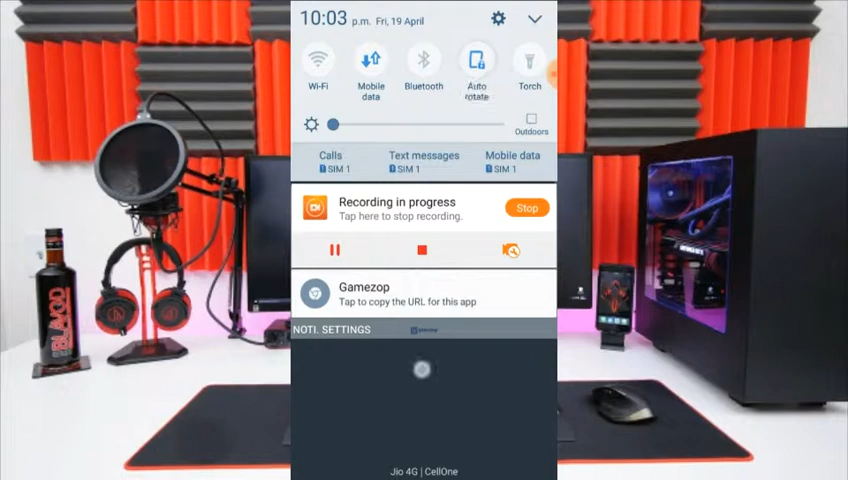 10:03 p.m. Fri, 19 April
Wi-Fi
Mobile data
Bluetooth
Auto rotate
Torch
Outdoors
Calls
SIM 1
Text messages
SIM 1
Mobile data
SIM 1
Recording in progress
Tap here to stop recording.
Stop
Gamezop
Tap to copy the URL for this app
NOTI. SETTINGS
Jio 4G | CellOne
BLAVOD